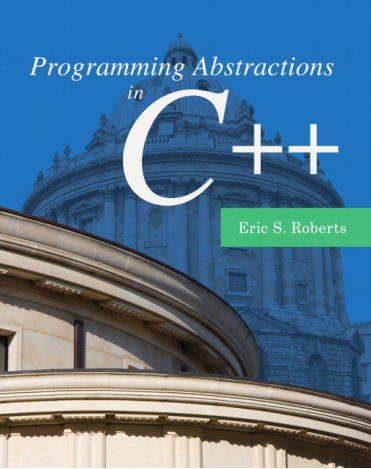 Programming Abstractions
in
C++
Eric S. Roberts